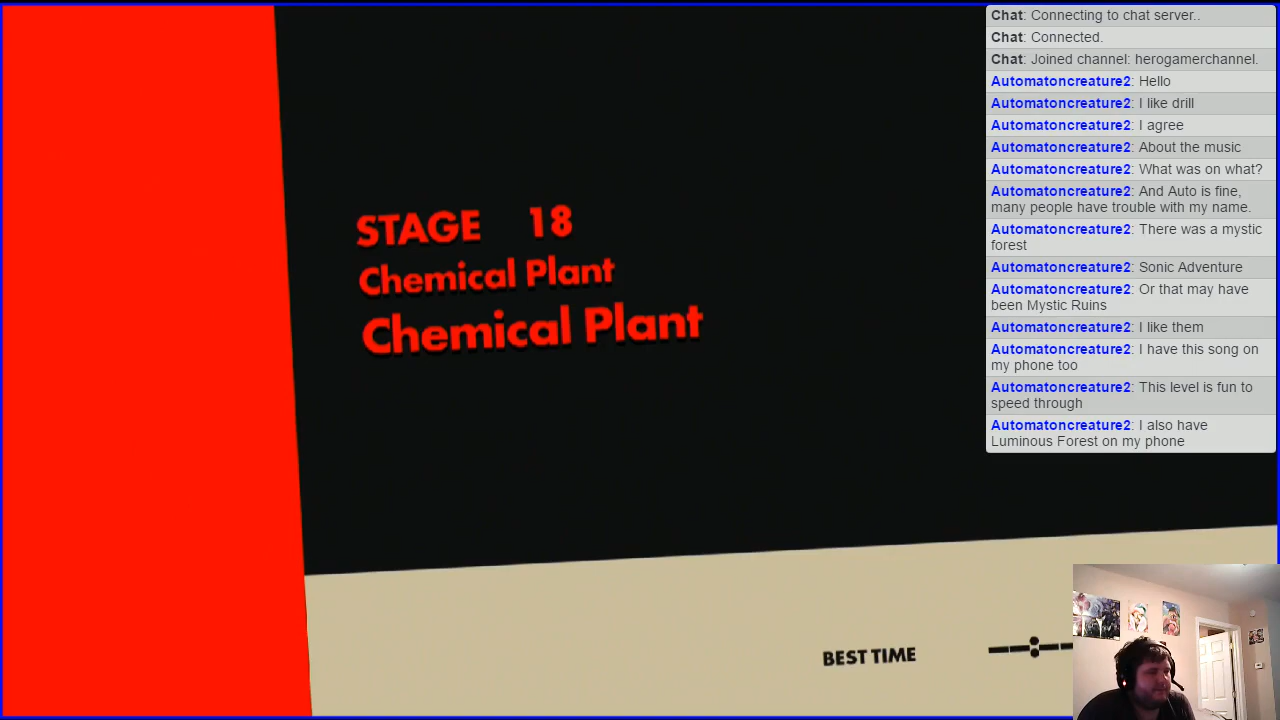 STAGE 18
Chemical Plant
Chemical Plant
BEST TIME
Chat: Connecting to chat server..
Chat: Connected.
Chat: Joined channel: herogamerchannel.
Automatoncreature2: Hello
Automatoncreature2: I like drill
Automatoncreature2: I agree
Automatoncreature2: About the music
Automatoncreature2: What was on what?
Automatoncreature2: And Auto is fine,
many people have trouble with my name.
Automatoncreature2: There was a mystic
forest
Automatoncreature2: Sonic Adventure
Automatoncreature2: Or that may have
been Mystic Ruins
Automatoncreature2: I like them
Automatoncreature2: I have this song on
my phone too
Automatoncreature2: This level is fun to
speed through
Automatoncreature2: I also have
Luminous Forest on my phone